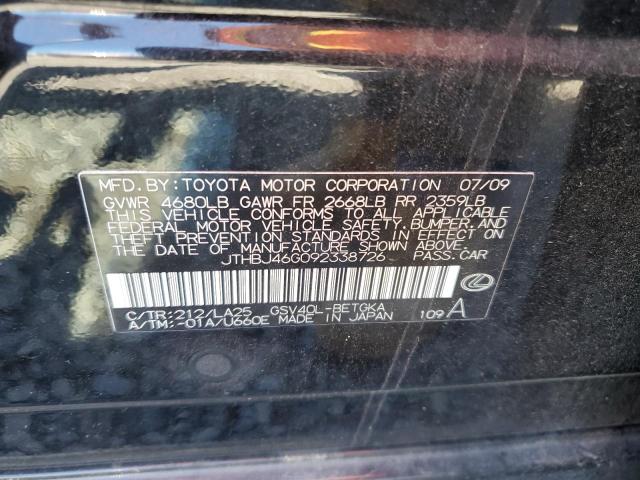 MFD. BY: TOYOTA MOTOR CORPORATION 07/09
GVWR 4680LB GAWR FR 2668LB RR 2359LB
THIS VEHICLE CONFORMS TO ALL APPLICABLE
FEDERAL MOTOR VEHICLE SAFETY, BUMPER, AND
THEFT PREVENTION STANDARDS IN EFFECT ON
THE DATE OF MANUFACTURE SHOWN ABOVE.
JTHBJ46G092338726 PASS. CAR
C/TR:212/LA25 GSV40L-BETGKA
A/TM:-01A/U660E MADE IN JAPAN 109 A